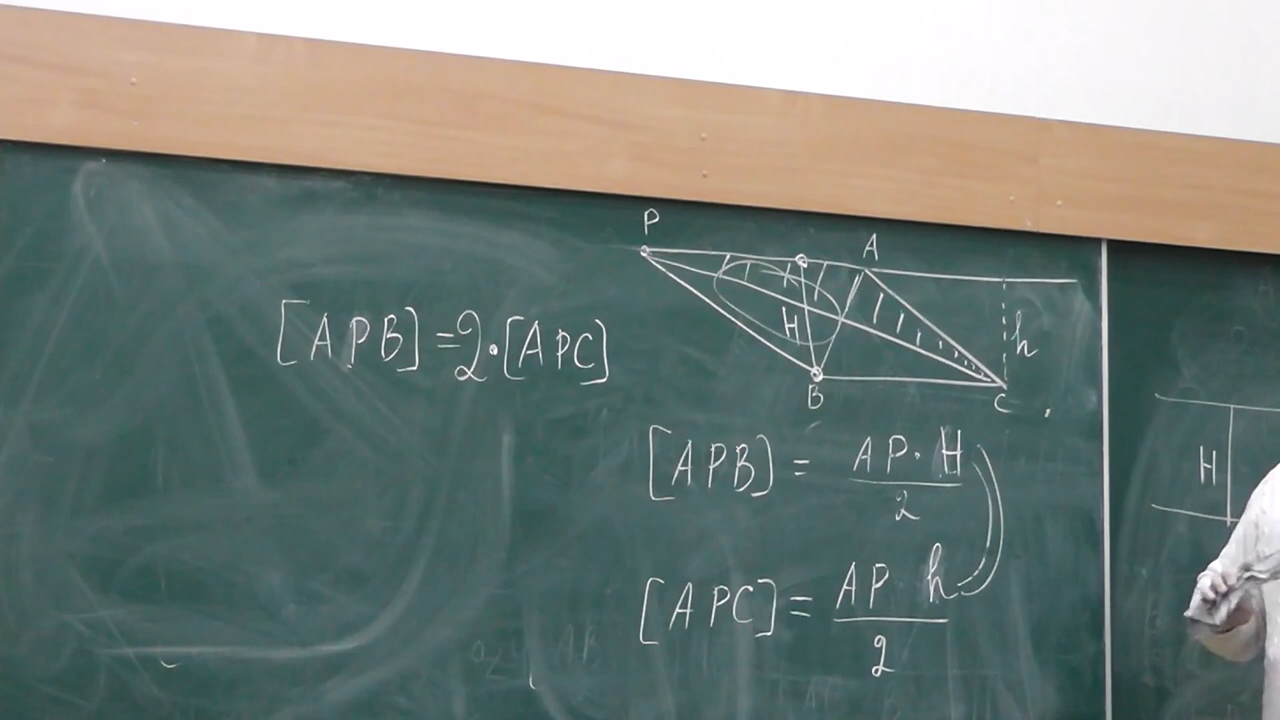 P
A
H
h
B
C
[APB] = 2·[APC]
[APB] = AP·H / 2
[APC] = AP h / 2
H